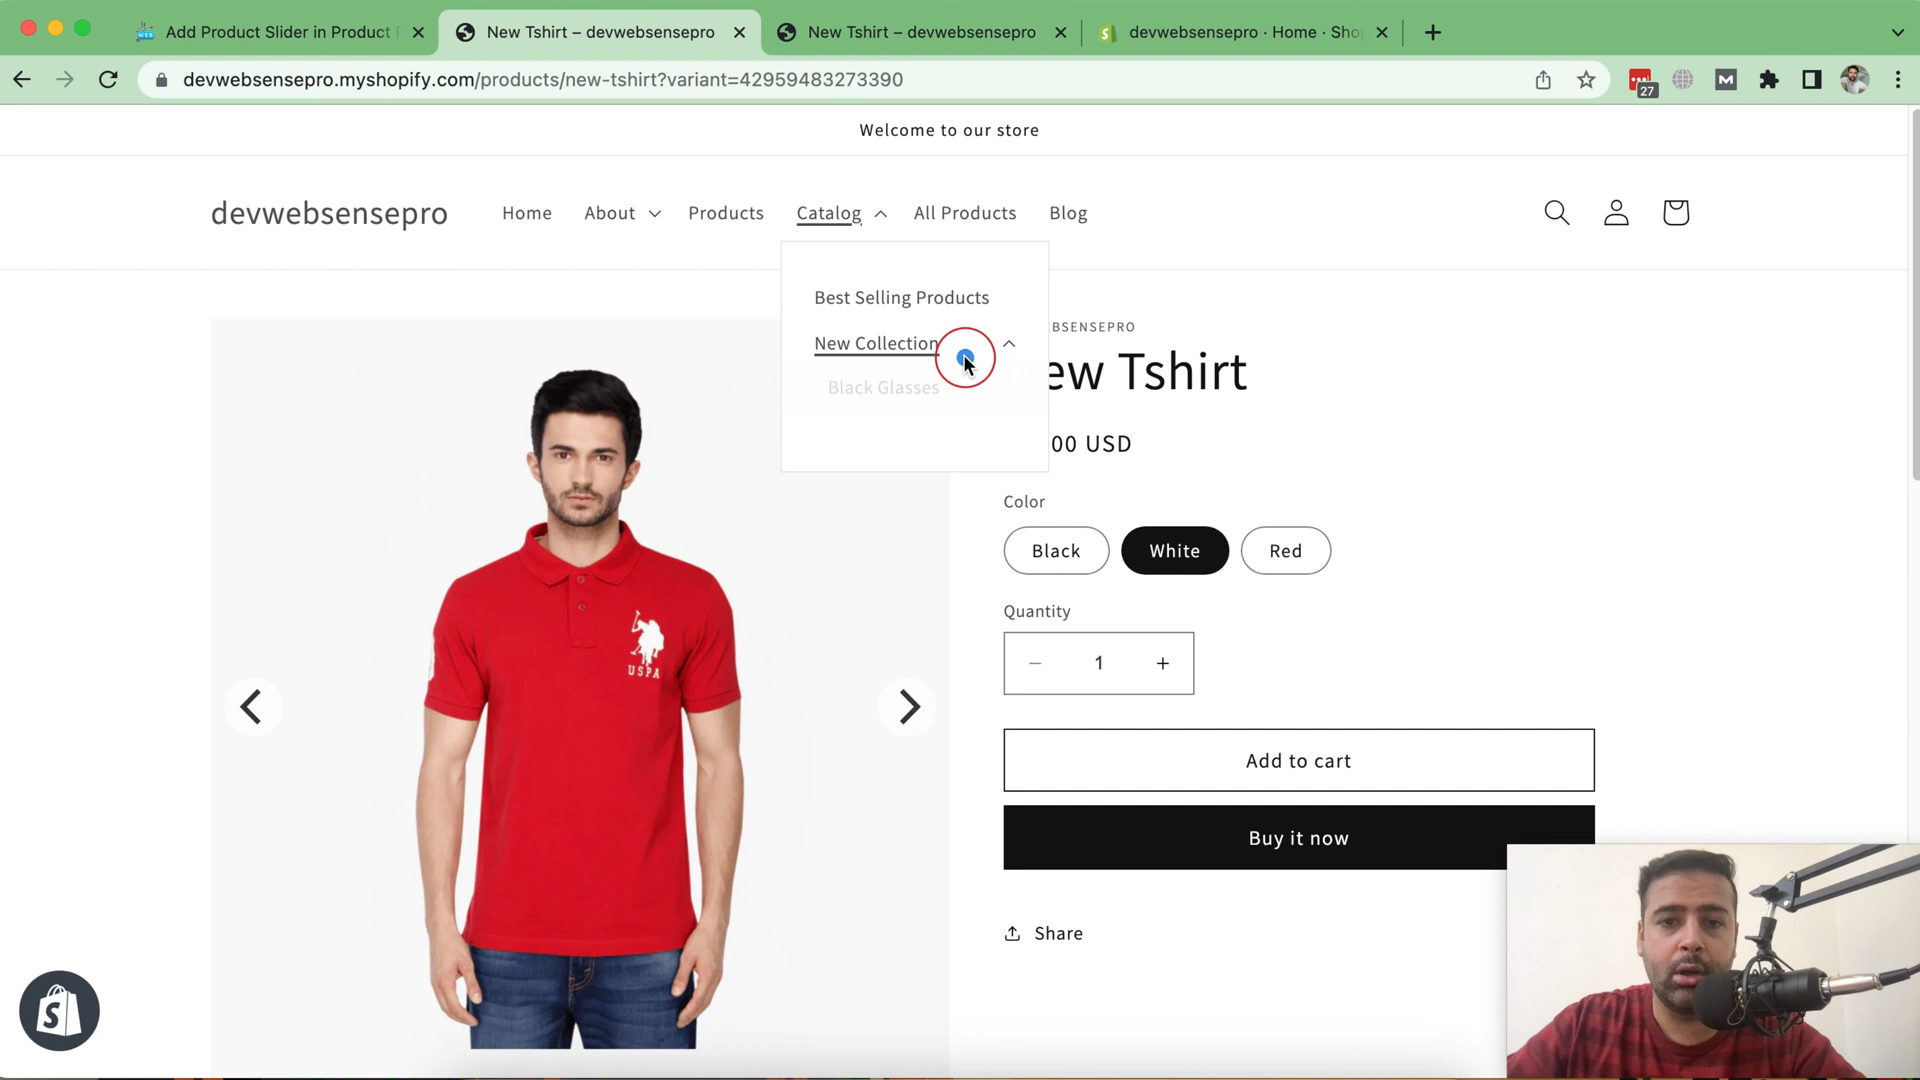 Add Product Slider in Product
New Tshirt – devwebsensepro
New Tshirt – devwebsensepro
devwebsensepro · Home · Sho
devwebsensepro.myshopify.com/products/new-tshirt?variant=42959483273390
27
M
Welcome to our store
devwebsensepro
Home
About
Products
Catalog
All Products
Blog
Best Selling Products
New Collection
Black Glasses
BSENSEPRO
ew Tshirt
00 USD
Color
Black
White
Red
Quantity
1
Add to cart
Buy it now
Share
USPA